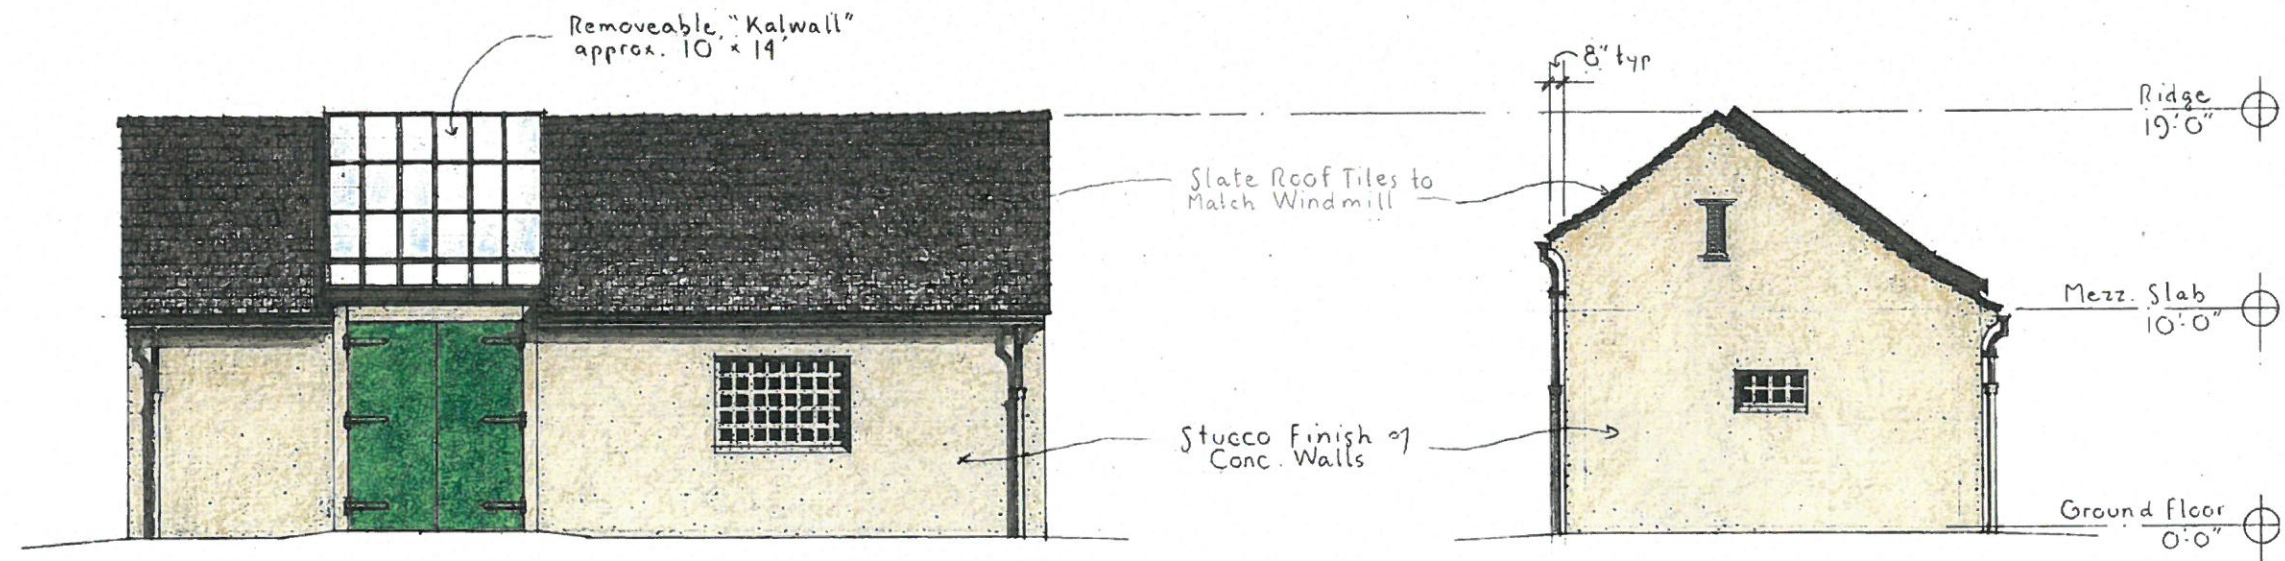 Removeable, "Kalwall"
approx. 10' x 14'
8" typ
Ridge
19'-0"
Slate Roof Tiles to
Match Windmill
Mezz. Slab
10'-0"
Stucco Finish of
Conc. Walls
Ground Floor
0'-0"